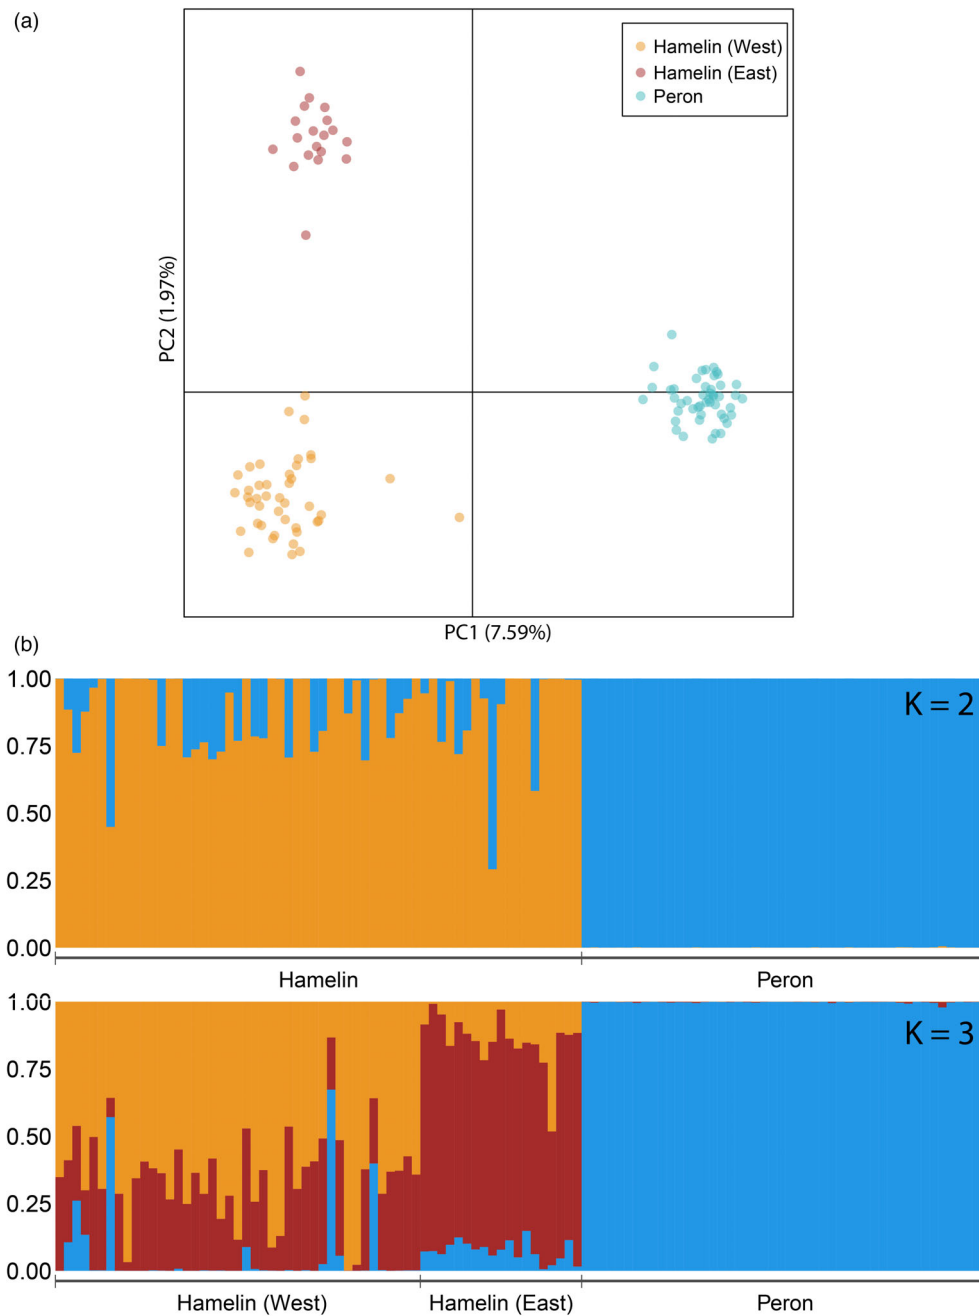 (a)
Hamelin (West)
Hamelin (East)
Peron
PC2 (1.97%)
PC1 (7.59%)
(b)
1.00
K = 2
0.75
0.50
0.25
0.00
Hamelin
Peron
1.00
K = 3
0.75
0.50
0.25
0.00
Hamelin (West)
Hamelin (East)
Peron